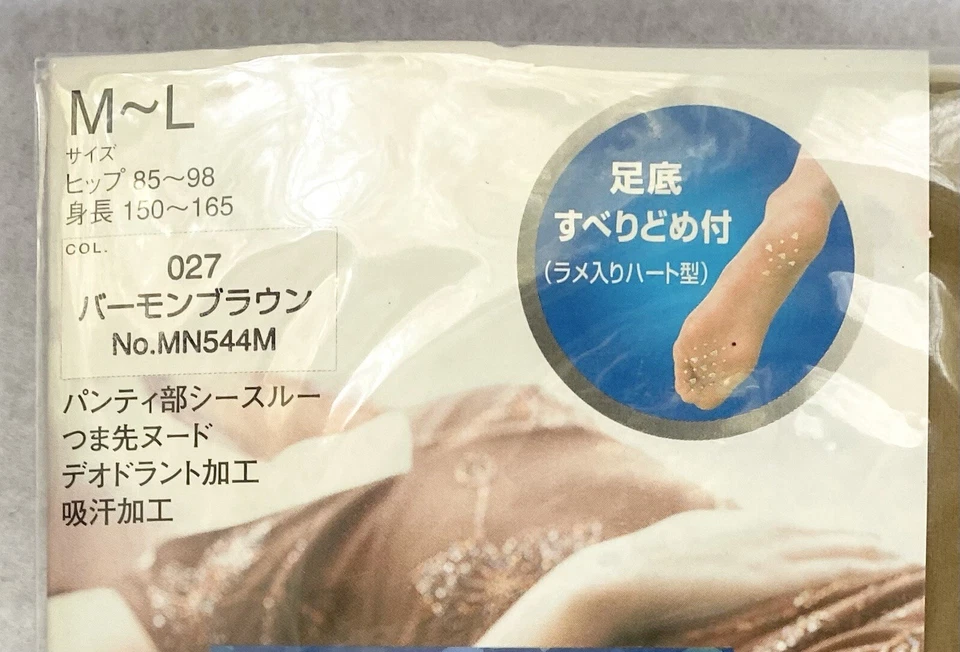 M～L
サイズ
ヒップ 85～98
身長 150～165
COL.
027
バーモンブラウン
No.MN544M
パンティ部シースルー
つま先ヌード
デオドラント加工
吸汗加工
足底
すべりどめ付
（ラメ入りハート型）